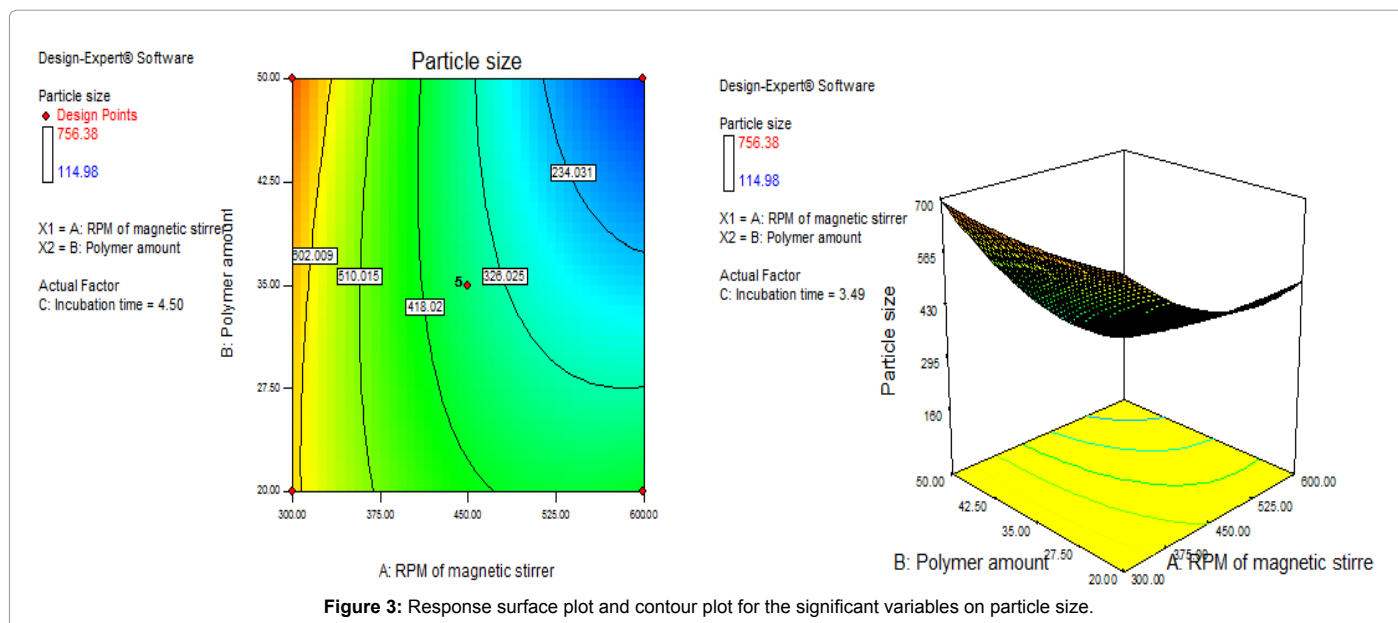 Design-Expert® Software
Particle size
Design Points
756.38
114.98
X1 = A: RPM of magnetic stirrer
X2 = B: Polymer amount
Actual Factor
C: Incubation time = 4.50
Particle size
50.00
42.50
35.00
27.50
20.00
B: Polymer amount
234.031
602.009
510.015
326.025
418.02
5
300.00
375.00
450.00
525.00
600.00
A: RPM of magnetic stirrer
Design-Expert® Software
Particle size
756.38
114.98
X1 = A: RPM of magnetic stirrer
X2 = B: Polymer amount
Actual Factor
C: Incubation time = 3.49
700
565
430
295
160
Particle size
50.00
42.50
35.00
27.50
20.00
B: Polymer amount
300.00
375.00
450.00
525.00
600.00
A: RPM of magnetic stirre
Figure 3: Response surface plot and contour plot for the significant variables on particle size.